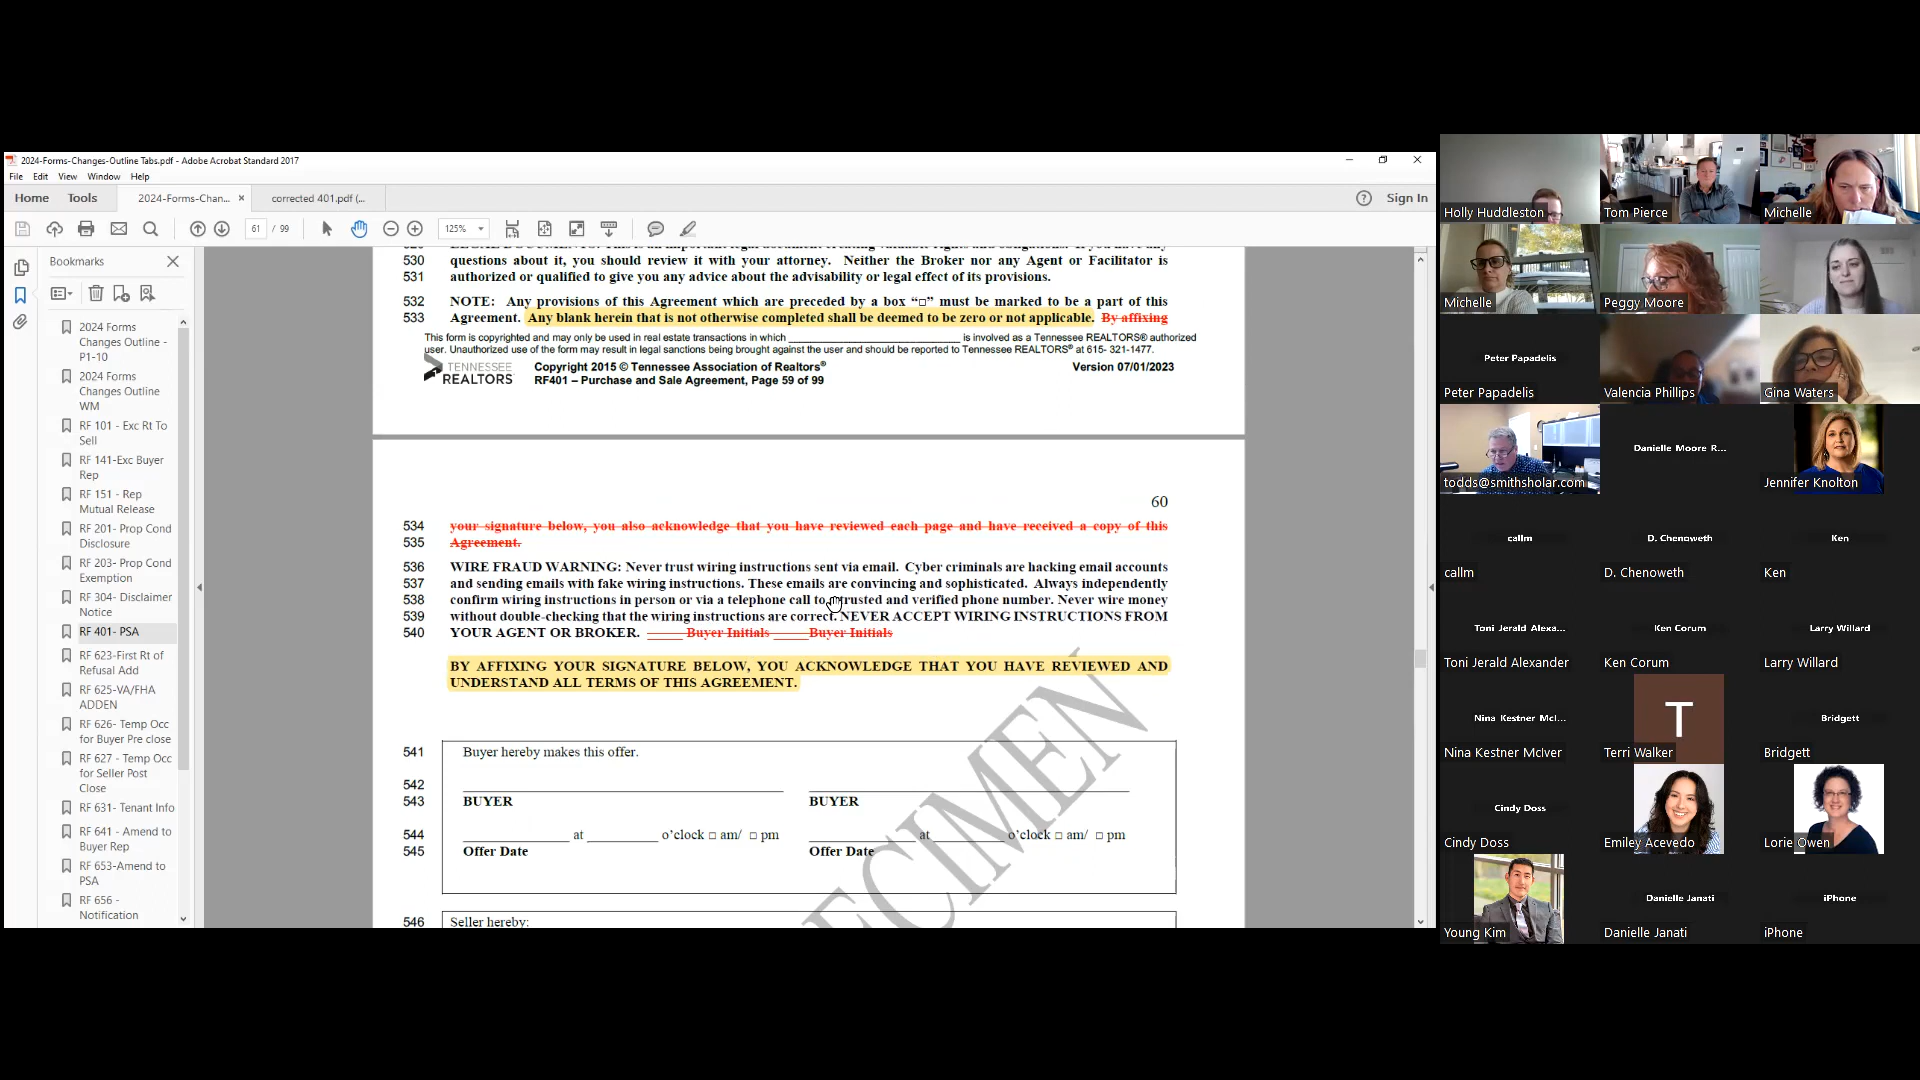 2024-Forms-Changes-Outline Tabs.pdf - Adobe Acrobat Standard 2017
File Edit View Window Help
Home Tools 2024-Forms-Chan... × corrected 401.pdf (... Sign In
61 / 99 125%
Bookmarks
2024 Forms
Changes Outline -
P1-10
2024 Forms
Changes Outline
WM
RF 101 - Exc Rt To
Sell
RF 141-Exc Buyer
Rep
RF 151 - Rep
Mutual Release
RF 201- Prop Cond
Disclosure
RF 203- Prop Cond
Exemption
RF 304- Disclaimer
Notice
RF 401- PSA
RF 623-First Rt of
Refusal Add
RF 625-VA/FHA
ADDEN
RF 626- Temp Occ
for Buyer Pre close
RF 627 - Temp Occ
for Seller Post
Close
RF 631- Tenant Info
RF 641 - Amend to
Buyer Rep
RF 653-Amend to
PSA
RF 656 -
Notification
530 questions about it, you should review it with your attorney. Neither the Broker nor any Agent or Facilitator is
531 authorized or qualified to give you any advice about the advisability or legal effect of its provisions.
532 NOTE: Any provisions of this Agreement which are preceded by a box “□” must be marked to be a part of this
533 Agreement. Any blank herein that is not otherwise completed shall be deemed to be zero or not applicable. By affixing
This form is copyrighted and may only be used in real estate transactions in which ____ is involved as a Tennessee REALTORS® authorized
user. Unauthorized use of the form may result in legal sanctions being brought against the user and should be reported to Tennessee REALTORS® at 615- 321-1477.
TENNESSEE
REALTORS
Copyright 2015 © Tennessee Association of Realtors® Version 07/01/2023
RF401 – Purchase and Sale Agreement, Page 59 of 99
60
534 your signature below, you also acknowledge that you have reviewed each page and have received a copy of this
535 Agreement.
536 WIRE FRAUD WARNING: Never trust wiring instructions sent via email. Cyber criminals are hacking email accounts
537 and sending emails with fake wiring instructions. These emails are convincing and sophisticated. Always independently
538 confirm wiring instructions in person or via a telephone call to trusted and verified phone number. Never wire money
539 without double-checking that the wiring instructions are correct. NEVER ACCEPT WIRING INSTRUCTIONS FROM
540 YOUR AGENT OR BROKER. _____ Buyer Initials _____Buyer Initials
BY AFFIXING YOUR SIGNATURE BELOW, YOU ACKNOWLEDGE THAT YOU HAVE REVIEWED AND
UNDERSTAND ALL TERMS OF THIS AGREEMENT.
541 Buyer hereby makes this offer.
542
543 BUYER BUYER
544 ____ at ____ o’clock □ am/ □ pm ____ at ____ o’clock □ am/ □ pm
545 Offer Date Offer Date
546 Seller hereby:
ECIMEN
Holly Huddleston
Tom Pierce
Michelle
Michelle
Peggy Moore
Peter Papadelis
Peter Papadelis
Valencia Phillips
Gina Waters
todds@smithsholar.com
Danielle Moore R...
Jennifer Knolton
callm
callm
D. Chenoweth
D. Chenoweth
Ken
Ken
Toni Jerald Alexa...
Toni Jerald Alexander
Ken Corum
Ken Corum
Larry Willard
Larry Willard
Nina Kestner McI...
Nina Kestner McIver
T
Terri Walker
Bridgett
Bridgett
Cindy Doss
Cindy Doss
Emiley Acevedo
Lorie Owen
Young Kim
Danielle Janati
Danielle Janati
iPhone
iPhone